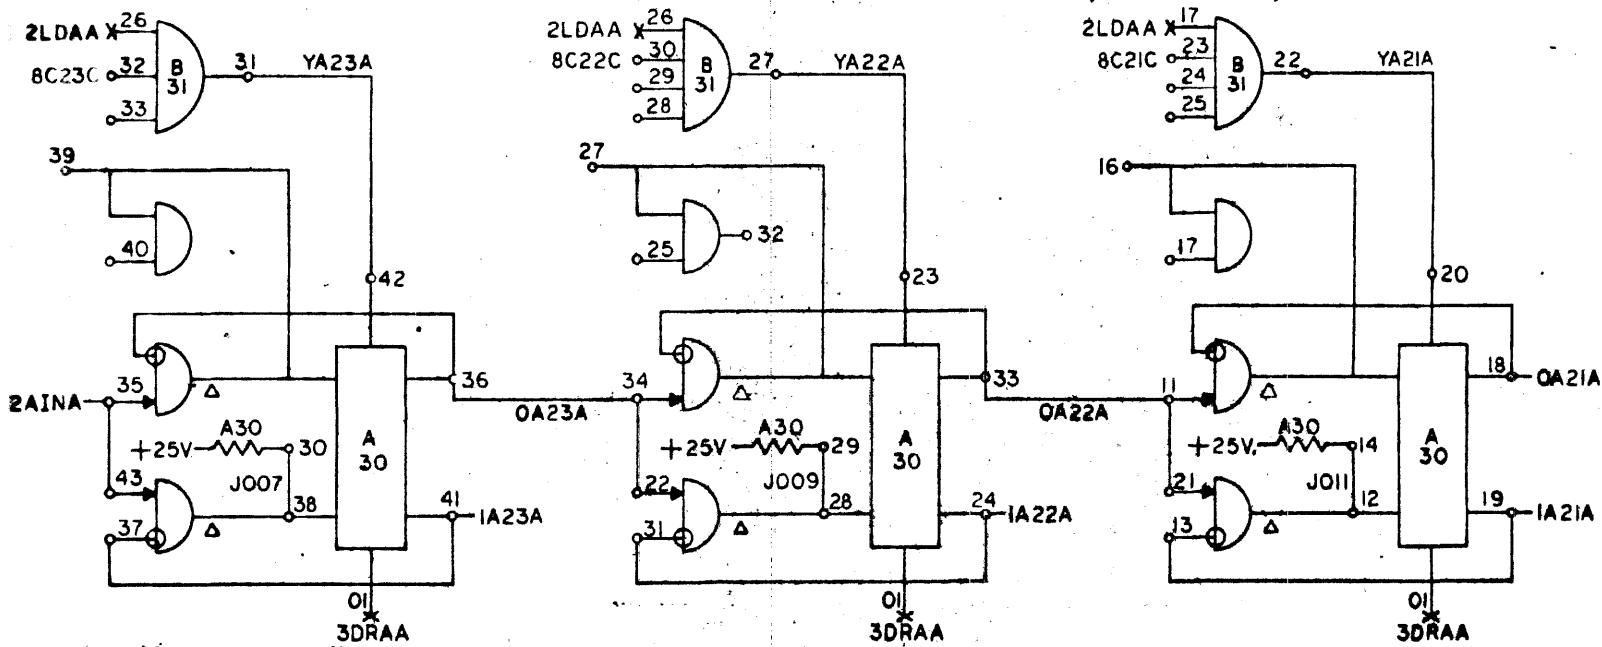 2LDAA 26
8C23C 32
33
B
31
31 YA23A
39
40
42
35
2AINA
36
A30
+25V 30
J007
A
30
43
38
37
41 1A23A
01
3DRAA
0A23A
2LDAA 26
8C22C 30
29
28
B
31
27 YA22A
27
25
32
23
34
33
A30
+25V 29
J009
A
30
22
28
31
24 1A22A
01
3DRAA
0A22A
2LDAA 17
8C21C 23
24
25
B
31
22 YA21A
16
17
20
11
18 0A21A
A30
+25V 14
J011
A
30
21
12
13
19 1A21A
01
3DRAA